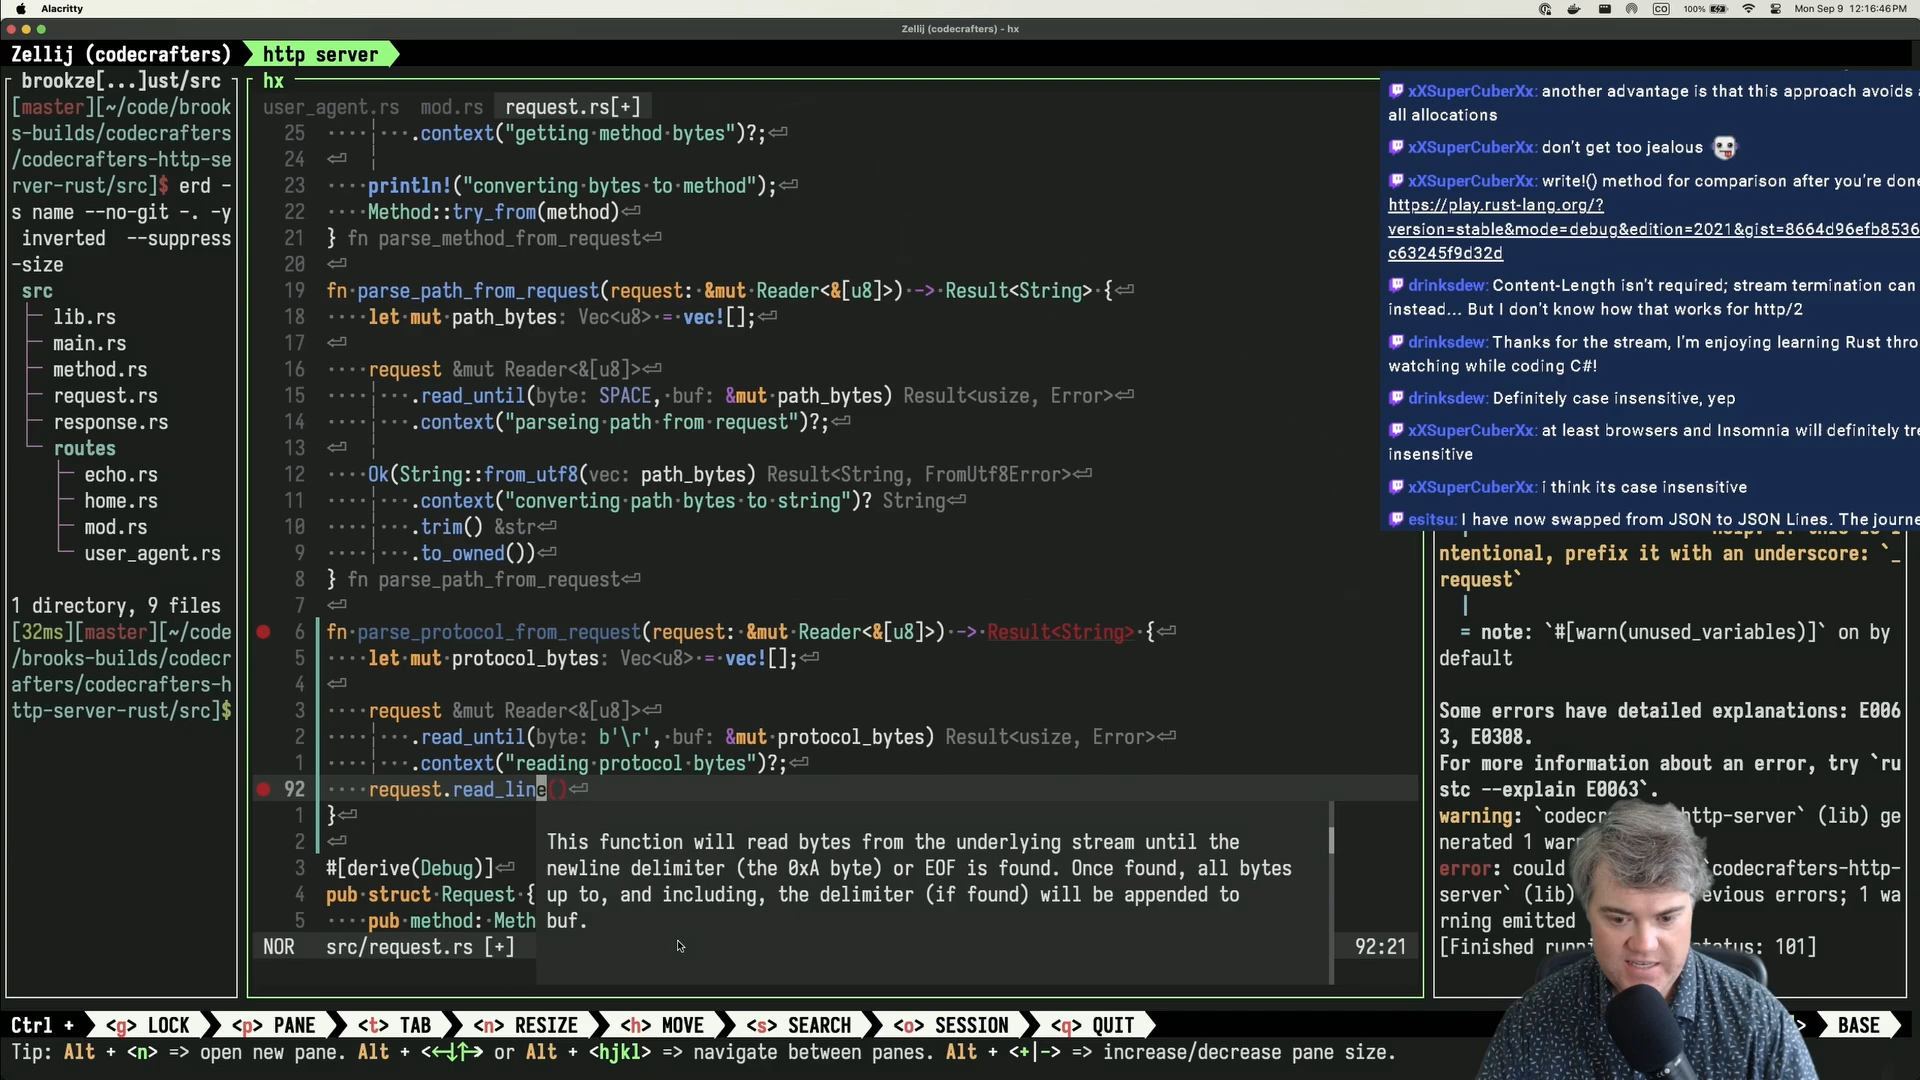 Alacritty
CO
100%
Mon Sep 9 12:16:46 PM
Zellij (codecrafters) - hx
Zellij (codecrafters)
http server
brookze[...]ust/src
[master][~/code/brook
s-builds/codecrafters
/codecrafters-http-se
rver-rust/src]$ erd -
s name --no-git -. -y
inverted --suppress
-size
src
lib.rs
main.rs
method.rs
request.rs
response.rs
routes
echo.rs
home.rs
mod.rs
user_agent.rs
1 directory, 9 files
[32ms][master][~/code
/brooks-builds/codecr
afters/codecrafters-h
ttp-server-rust/src]$
hx
user_agent.rs mod.rs request.rs[+]
25 ····¦···.context("getting·method·bytes")?;⏎
24 ⏎
23 ····println!("converting·bytes·to·method");⏎
22 ····Method::try_from(method)⏎
21 } fn parse_method_from_request⏎
20 ⏎
19 fn·parse_path_from_request(request:·&mut·Reader<&[u8]>)·->·Result<String>·{⏎
18 ····let·mut·path_bytes: Vec<u8>·=·vec![];⏎
17 ⏎
16 ····request &mut Reader<&[u8]>⏎
15 ····¦···.read_until(byte: SPACE,·buf: &mut·path_bytes) Result<usize, Error>⏎
14 ····¦···.context("parseing·path·from·request")?;⏎
13 ⏎
12 ····Ok(String::from_utf8(vec: path_bytes) Result<String, FromUtf8Error>⏎
11 ····¦···.context("converting·path·bytes·to·string")? String⏎
10 ····¦···.trim() &str⏎
9 ····¦···.to_owned())⏎
8 } fn parse_path_from_request⏎
7 ⏎
6 fn·parse_protocol_from_request(request:·&mut·Reader<&[u8]>)·->·Result<String>·{⏎
5 ····let·mut·protocol_bytes: Vec<u8>·=·vec![];⏎
4 ⏎
3 ····request &mut Reader<&[u8]>⏎
2 ····¦···.read_until(byte: b'\r',·buf: &mut·protocol_bytes) Result<usize, Error>⏎
1 ····¦···.context("reading·protocol·bytes")?;⏎
92 ····request.read_line()⏎
1 }⏎
2 ⏎
3 #[derive(Debug)]⏎
4 pub·struct·Request·{
5 ····pub·method:·Meth
This function will read bytes from the underlying stream until the
newline delimiter (the 0xA byte) or EOF is found. Once found, all bytes
up to, and including, the delimiter (if found) will be appended to
buf.
NOR src/request.rs [+]
92:21
xXSuperCuberXx: another advantage is that this approach avoids
all allocations
xXSuperCuberXx: don't get too jealous
xXSuperCuberXx: write!() method for comparison after you're done
https://play.rust-lang.org/?
version=stable&mode=debug&edition=2021&gist=8664d96efb8536
c63245f9d32d
drinksdew: Content-Length isn't required; stream termination can
instead... But I don't know how that works for http/2
drinksdew: Thanks for the stream, I'm enjoying learning Rust thro
watching while coding C#!
drinksdew: Definitely case insensitive, yep
xXSuperCuberXx: at least browsers and Insomnia will definitely tre
insensitive
xXSuperCuberXx: i think its case insensitive
esitsu: I have now swapped from JSON to JSON Lines. The journe
ntentional, prefix it with an underscore: `_
request`
|
= note: `#[warn(unused_variables)]` on by
default
Some errors have detailed explanations: E006
3, E0308.
For more information about an error, try `ru
stc --explain E0063`.
warning: `codec http-server` (lib) ge
nerated 1 warn
error: could codecrafters-http-
server` (lib) evious errors; 1 wa
rning emitted
[Finished runn tatus: 101]
Ctrl + <g> LOCK <p> PANE <t> TAB <n> RESIZE <h> MOVE <s> SEARCH <o> SESSION <q> QUIT BASE
Tip: Alt + <n> => open new pane. Alt + <←↓↑→> or Alt + <hjkl> => navigate between panes. Alt + <+|-> => increase/decrease pane size.